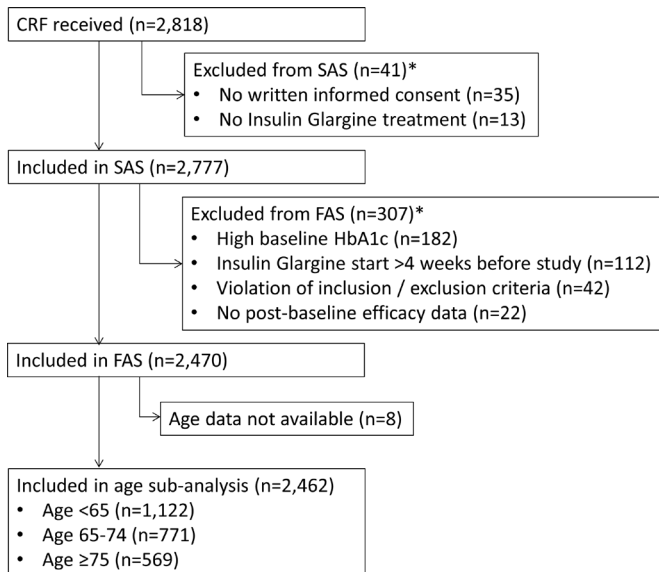 CRF received (n=2,818)
Excluded from SAS (n=41)*
• No written informed consent (n=35)
• No Insulin Glargine treatment (n=13)
Included in SAS (n=2,777)
Excluded from FAS (n=307)*
• High baseline HbA1c (n=182)
• Insulin Glargine start >4 weeks before study (n=112)
• Violation of inclusion / exclusion criteria (n=42)
• No post-baseline efficacy data (n=22)
Included in FAS (n=2,470)
Age data not available (n=8)
Included in age sub-analysis (n=2,462)
• Age <65 (n=1,122)
• Age 65-74 (n=771)
• Age ≥75 (n=569)